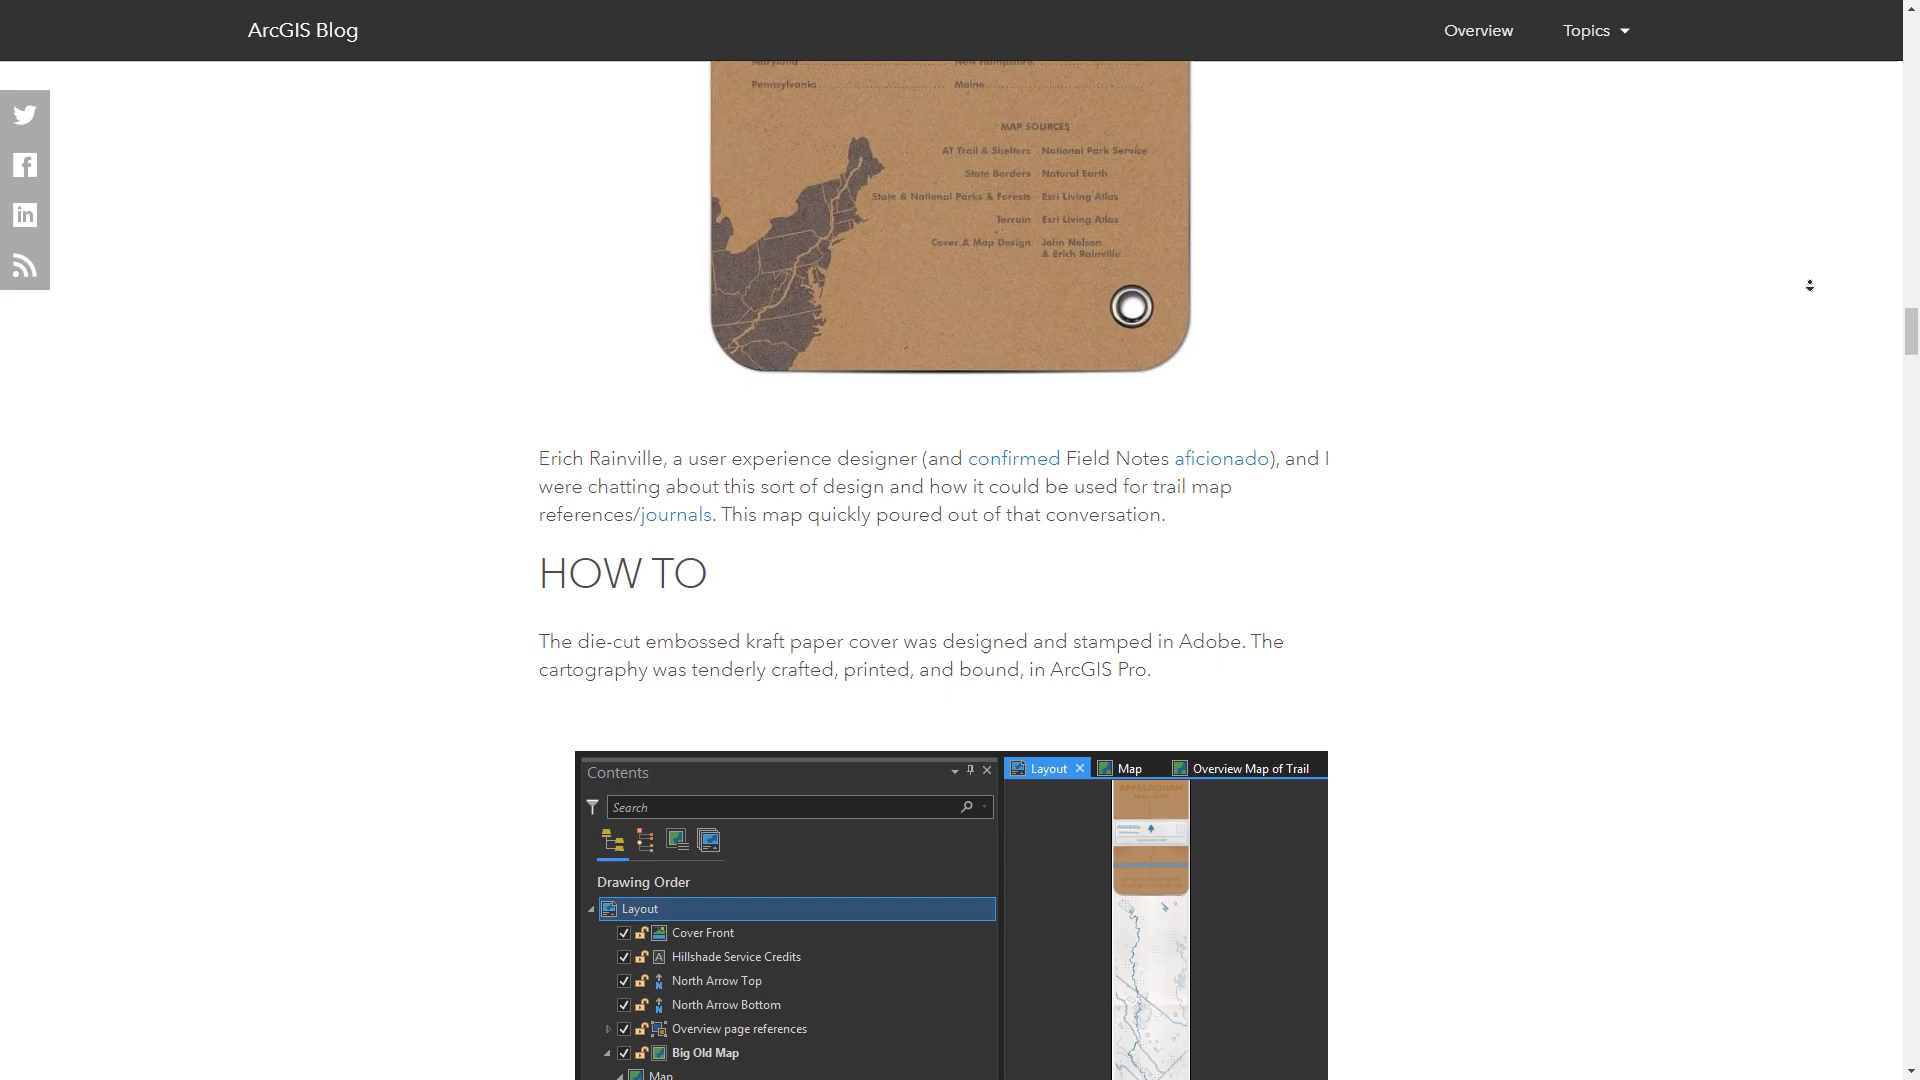 ArcGIS Blog
Overview
Topics
Maryland
New Hampshire
Pennsylvania
Maine
MAP SOURCES
AT Trail & Shelters National Park Service
State Borders Natural Earth
State & National Parks & Forests Esri Living Atlas
Terrain Esri Living Atlas
Cover & Map Design John Nelson
& Erich Rainville
Erich Rainville, a user experience designer (and confirmed Field Notes aficionado), and I
were chatting about this sort of design and how it could be used for trail map
references/journals. This map quickly poured out of that conversation.
HOW TO
The die-cut embossed kraft paper cover was designed and stamped in Adobe. The
cartography was tenderly crafted, printed, and bound, in ArcGIS Pro.
Contents
Layout
Map
Overview Map of Trail
Search
APPALACHIAN
Drawing Order
Layout
Cover Front
Hillshade Service Credits
North Arrow Top
North Arrow Bottom
Overview page references
Big Old Map
Map